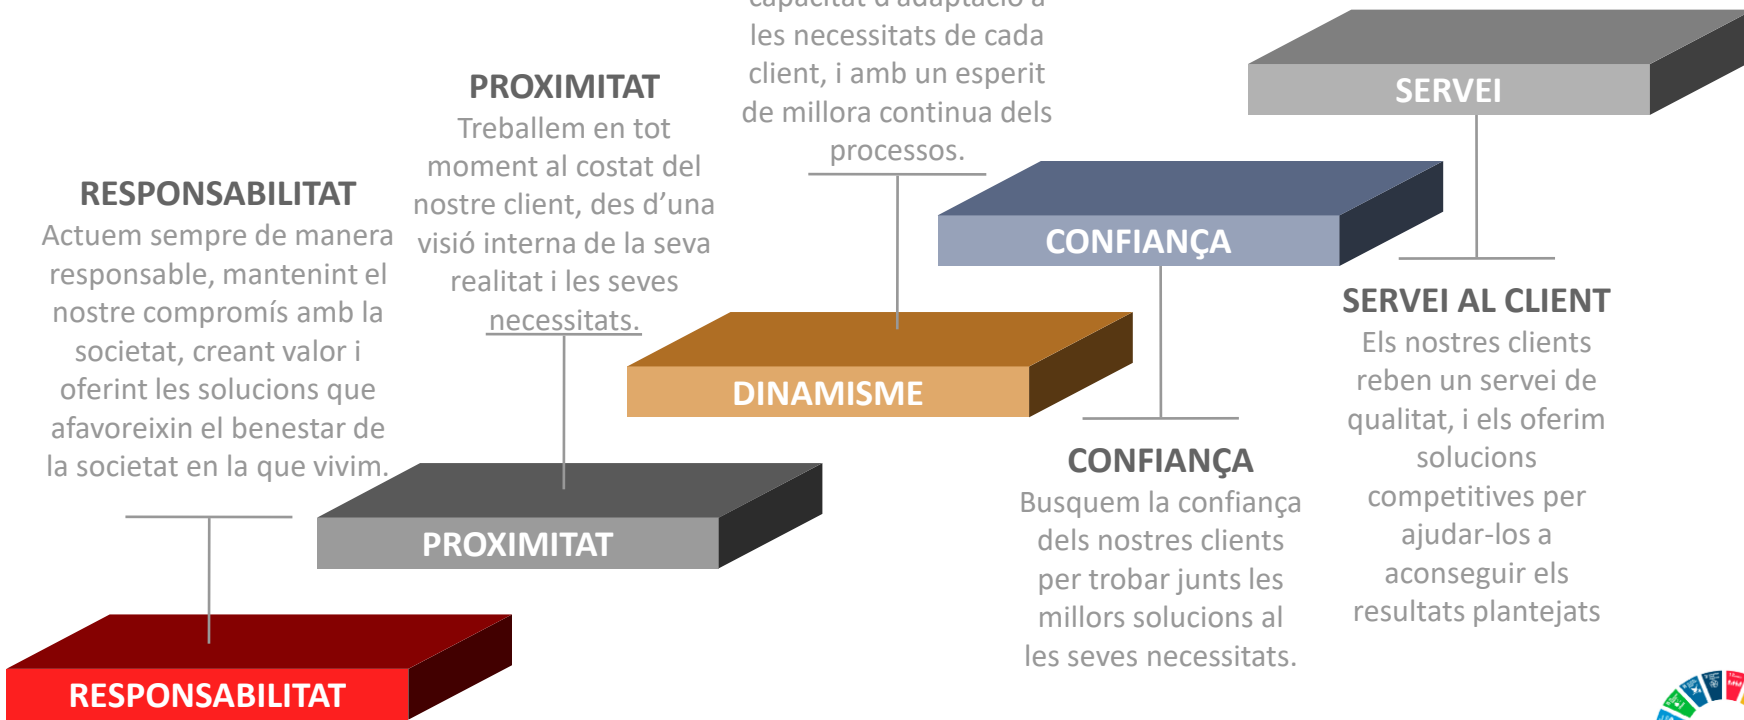 RESPONSABILITAT
Actuem sempre de manera
responsable, mantenint el
nostre compromís amb la
societat, creant valor i
oferint les solucions que
afavoreixin el benestar de
la societat en la que vivim.
RESPONSABILITAT
PROXIMITAT
Treballem en tot
moment al costat del
nostre client, des d’una
visió interna de la seva
realitat i les seves
necessitats.
PROXIMITAT
capacitat d'adaptació a
les necessitats de cada
client, i amb un esperit
de millora continua dels
processos.
DINAMISME
CONFIANÇA
CONFIANÇA
Busquem la confiança
dels nostres clients
per trobar junts les
millors solucions al
les seves necessitats.
SERVEI
SERVEI AL CLIENT
Els nostres clients
reben un servei de
qualitat, i els oferim
solucions
competitives per
ajudar-los a
aconseguir els
resultats plantejats